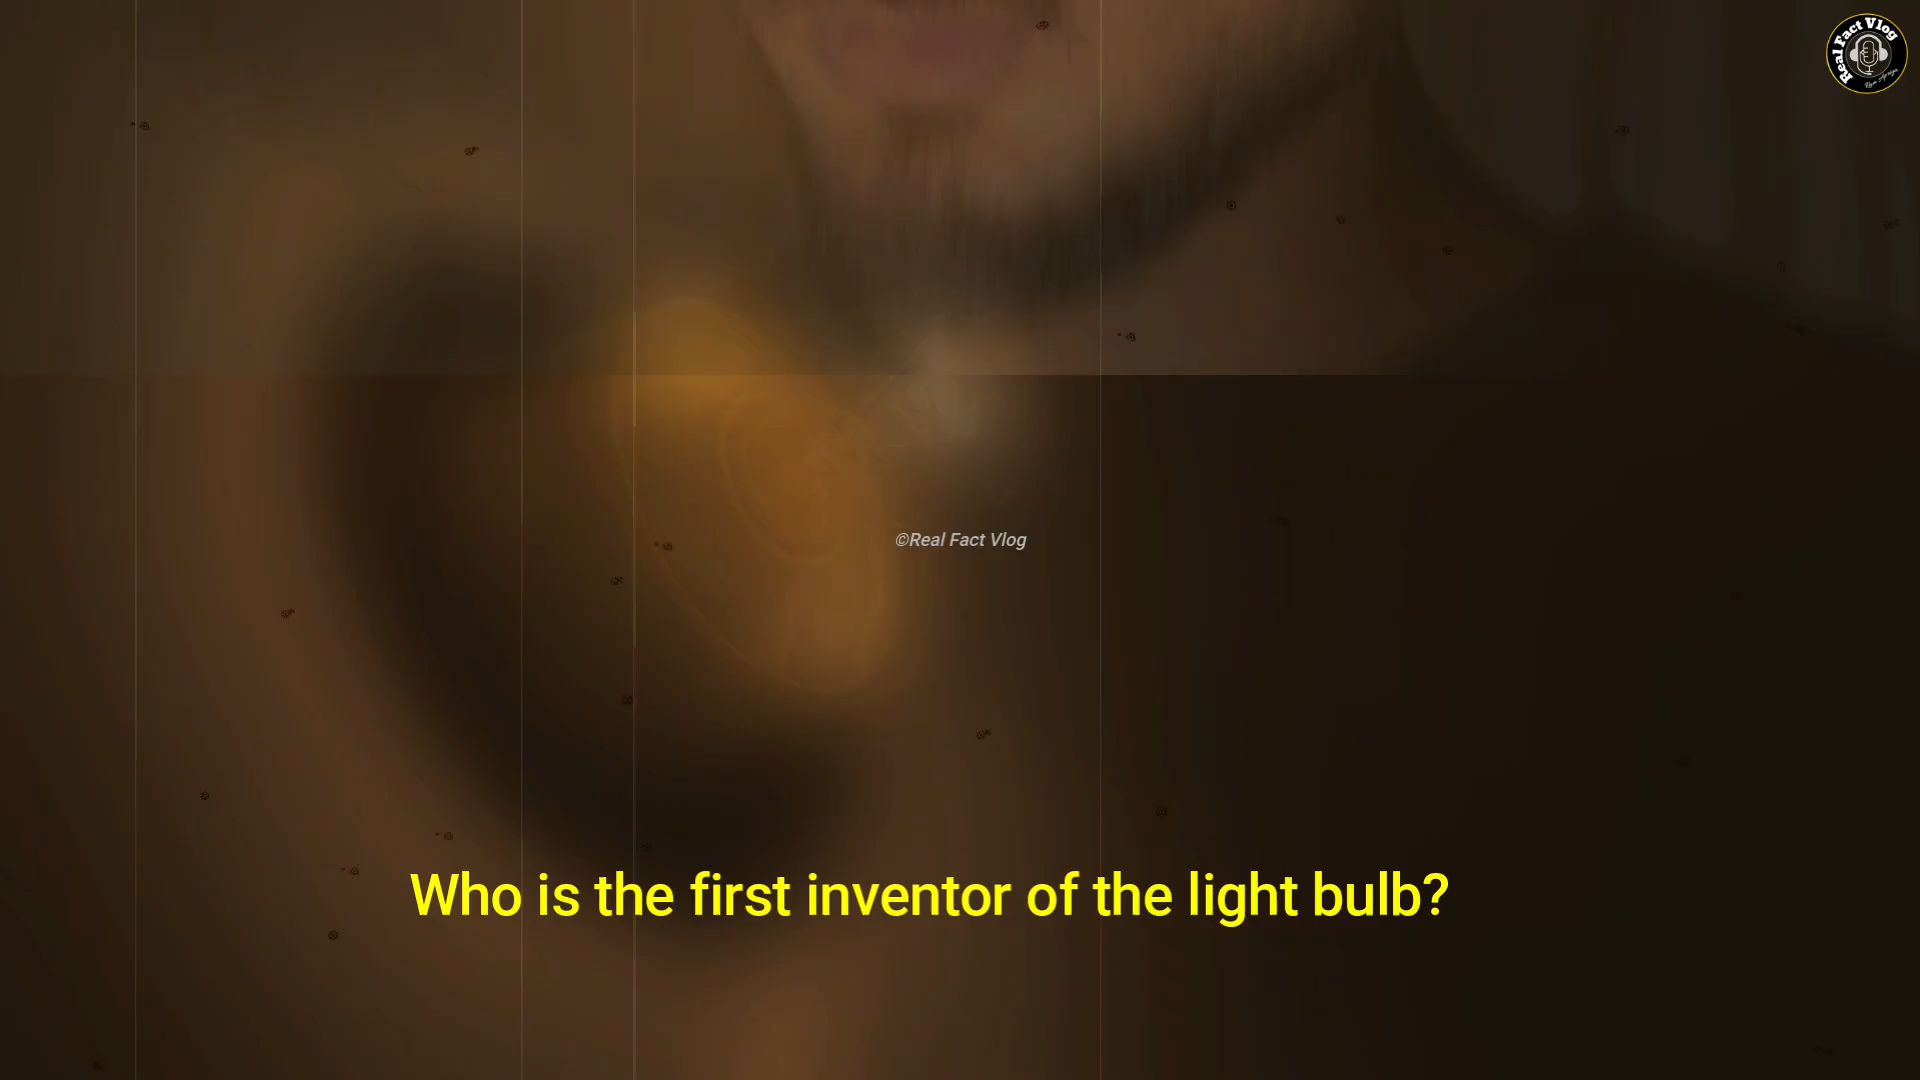 Real Fact Vlog
©Real Fact Vlog
Who is the first inventor of the light bulb?